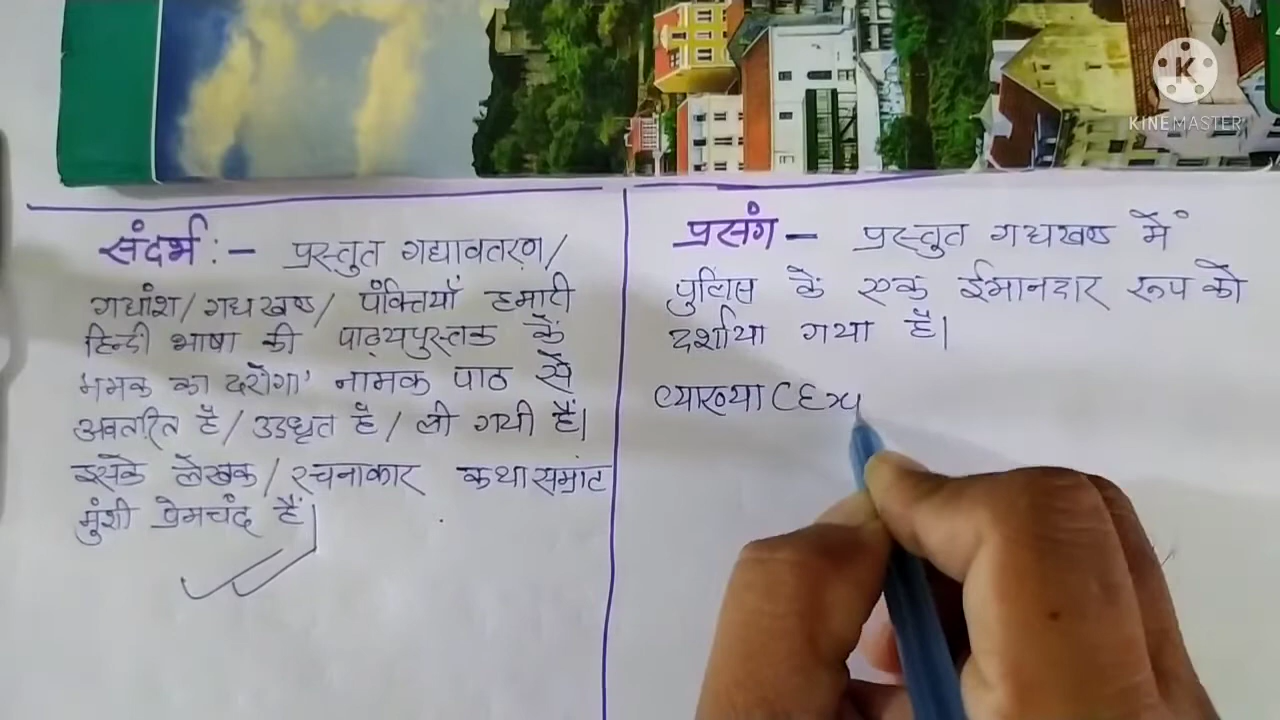 K
KINEMASTER
संदर्भ :- प्रस्तुत गद्यावतरण/
गद्यांश/गद्यखण्ड/ पंक्तियाँ हमारी
हिन्दी भाषा की पाठ्यपुस्तक के
'नमक का दरोगा' नामक पाठ से
अवतरित है/ उद्धृत है/ ली गयी हैं|
इसके लेखक/रचनाकार कथासम्राट
मुंशी प्रेमचंद हैं|
प्रसंग – प्रस्तुत गद्यखण्ड में
पुलिस के एक ईमानदार रूप को
दर्शाया गया है|
व्याख्या (Ex